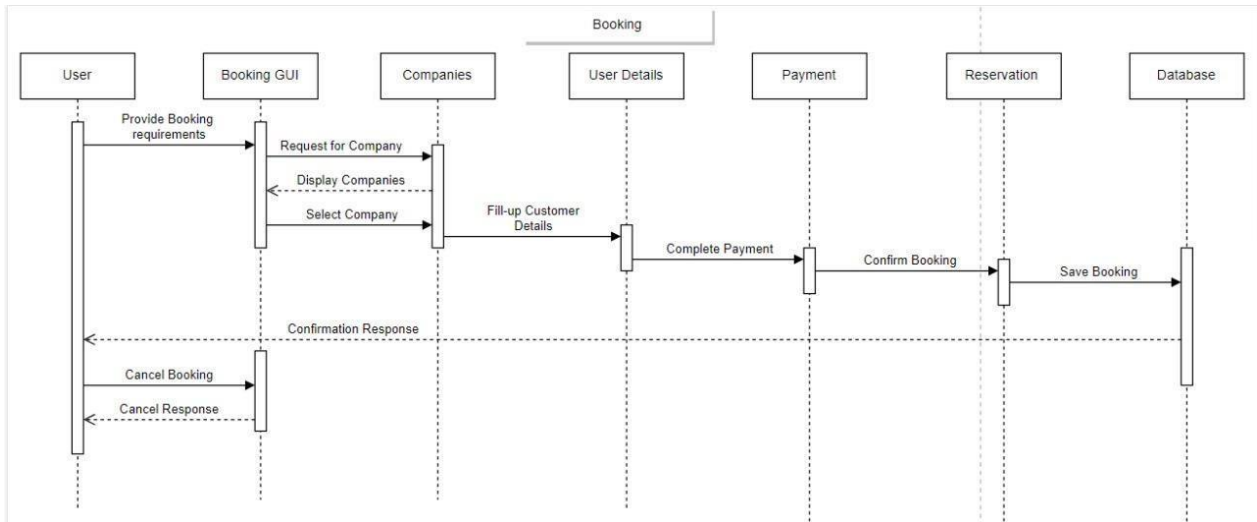 Booking
User
Booking GUI
Companies
User Details
Payment
Reservation
Database
Provide Booking
requirements
Request for Company
Display Companies
Select Company
Fill-up Customer
Details
Complete Payment
Confirm Booking
Save Booking
Confirmation Response
Cancel Booking
Cancel Response